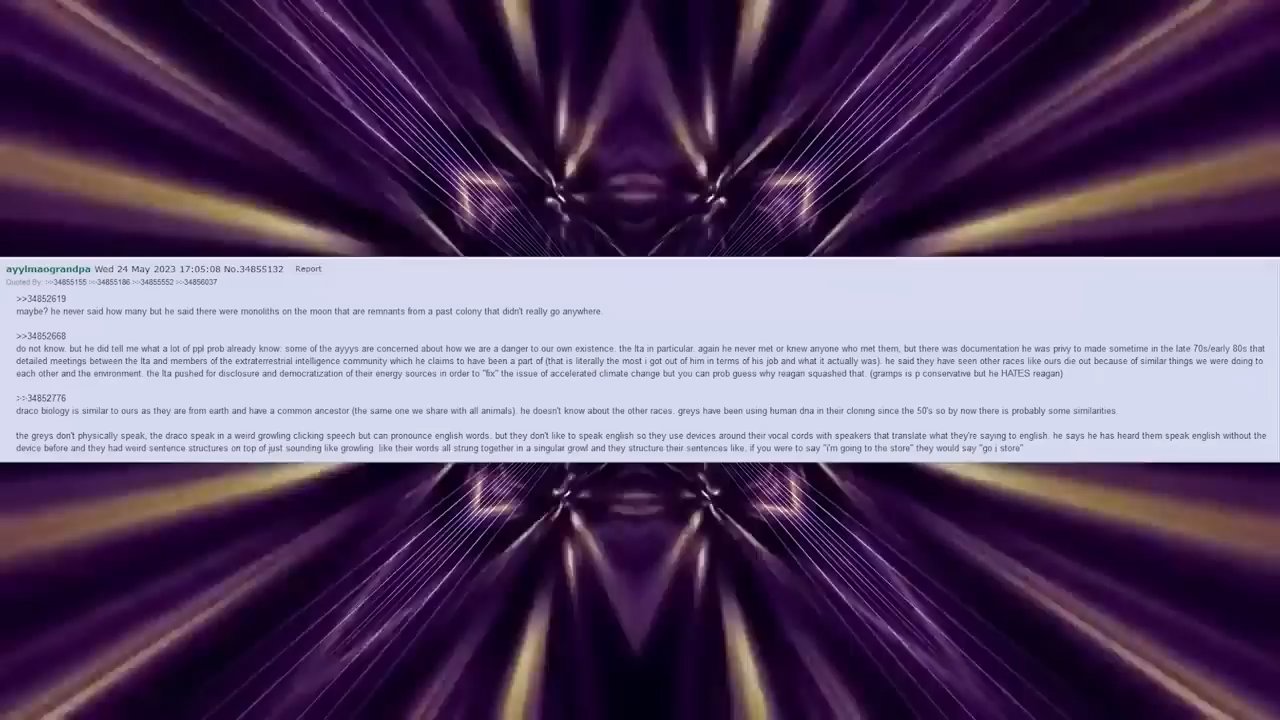 ayylmaograndpa Wed 24 May 2023 17:05:08 No.34855132 Report
Quoted By: >>34855155 >>34855186 >>34855552 >>34856037
>>34852619
maybe? he never said how many but he said there were monoliths on the moon that are remnants from a past colony that didn't really go anywhere.
>>34852668
do not know. but he did tell me what a lot of ppl prob already know: some of the ayyys are concerned about how we are a danger to our own existence. the lta in particular. again he never met or knew anyone who met them, but there was documentation he was privy to made sometime in the late 70s/early 80s that
detailed meetings between the lta and members of the extraterrestrial intelligence community which he claims to have been a part of (that is literally the most i got out of him in terms of his job and what it actually was). he said they have seen other races like ours die out because of similar things we were doing to
each other and the environment. the lta pushed for disclosure and democratization of their energy sources in order to "fix" the issue of accelerated climate change but you can prob guess why reagan squashed that. (gramps is p conservative but he HATES reagan)
>>34852776
draco biology is similar to ours as they are from earth and have a common ancestor (the same one we share with all animals). he doesn't know about the other races. greys have been using human dna in their cloning since the 50's so by now there is probably some similarities.
the greys don't physically speak, the draco speak in a weird growling clicking speech but can pronounce english words. but they don't like to speak english so they use devices around their vocal cords with speakers that translate what they're saying to english. he says he has heard them speak english without the
device before and they had weird sentence structures on top of just sounding like growling. like their words all strung together in a singular growl and they structure their sentences like. if you were to say "i'm going to the store" they would say "go i store"